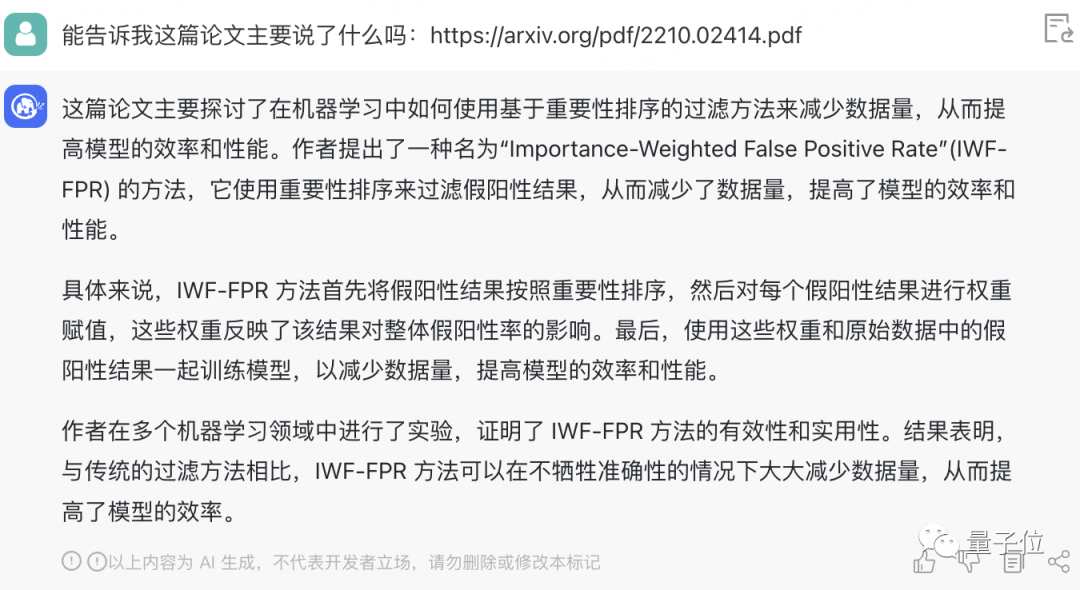 能告诉我这篇论文主要说了什么吗：https://arxiv.org/pdf/2210.02414.pdf
这篇论文主要探讨了在机器学习中如何使用基于重要性排序的过滤方法来减少数据量，从而提
高模型的效率和性能。作者提出了一种名为“Importance-Weighted False Positive Rate”(IWF-
FPR) 的方法，它使用重要性排序来过滤假阳性结果，从而减少了数据量，提高了模型的效率和
性能。
具体来说，IWF-FPR 方法首先将假阳性结果按照重要性排序，然后对每个假阳性结果进行权重
赋值，这些权重反映了该结果对整体假阳性率的影响。最后，使用这些权重和原始数据中的假
阳性结果一起训练模型，以减少数据量，提高模型的效率和性能。
作者在多个机器学习领域中进行了实验，证明了 IWF-FPR 方法的有效性和实用性。结果表明，
与传统的过滤方法相比，IWF-FPR 方法可以在不牺牲准确性的情况下大大减少数据量，从而提
高了模型的效率。
以上内容为 AI 生成，不代表开发者立场，请勿删除或修改本标记
量子位